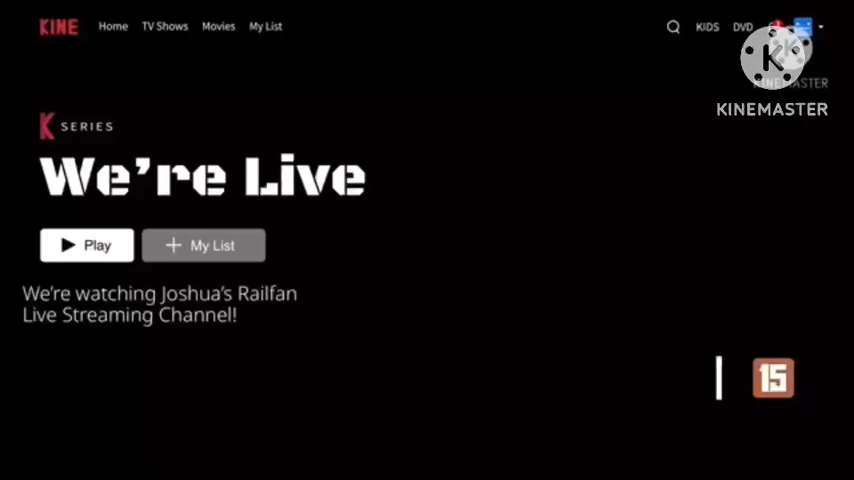 KINE Home TV Shows Movies My List KIDS DVD
KINEMASTER
KINEMASTER
K SERIES
We're Live
Play + My List
We're watching Joshua's Railfan
Live Streaming Channel!
15